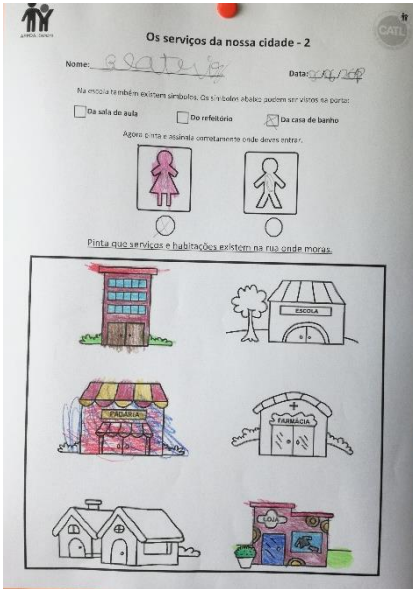 CATL
Os serviços da nossa cidade - 2
Nome: Data:
Na escola também existem símbolos. Os símbolos abaixo podem ser vistos na porta:
Da sala de aula Do refeitório Da casa de banho
Agora pinta e assinala corretamente onde deves entrar.
Pinta que serviços e habitações existem na rua onde moras.
ESCOLA
PADARIA
FARMÁCIA
LOJA